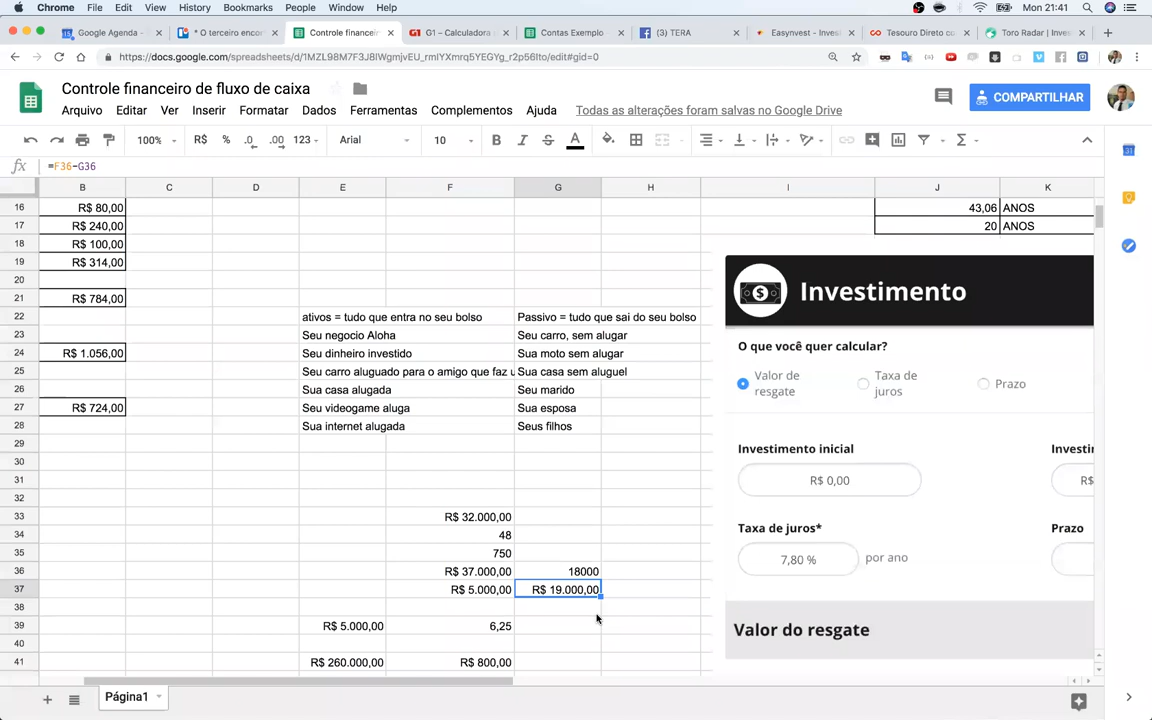 Chrome File Edit View History Bookmarks People Window Help Mon 21:41
Google Agenda - * O terceiro encon Controle financeir G1 – Calculadora Contas Exemplo (3) TERA Easynvest - Invest Tesouro Direto co Toro Radar | Inves
https://docs.google.com/spreadsheets/d/1MZL98M7F3J8lWgmjvEU_rmIYXmrq5YEGYg_r2p56Ito/edit#gid=0
Controle financeiro de fluxo de caixa
Arquivo Editar Ver Inserir Formatar Dados Ferramentas Complementos Ajuda Todas as alterações foram salvas no Google Drive
COMPARTILHAR
100% R$ % .0 .00 123 Arial 10 B I S A
fx =F36-G36
B C D E F G H I J K
16 R$ 80,00 43,06 ANOS
17 R$ 240,00 20 ANOS
18 R$ 100,00
19 R$ 314,00
20
21 R$ 784,00
22 ativos = tudo que entra no seu bolso Passivo = tudo que sai do seu bolso
23 Seu negocio Aloha Seu carro, sem alugar
24 R$ 1.056,00 Seu dinheiro investido Sua moto sem alugar
25 Seu carro aluguado para o amigo que faz u Sua casa sem aluguel
26 Sua casa alugada Seu marido
27 R$ 724,00 Seu videogame aluga Sua esposa
28 Sua internet alugada Seus filhos
29
30
31
32
33 R$ 32.000,00
34 48
35 750
36 R$ 37.000,00 18000
37 R$ 5.000,00 R$ 19.000,00
38
39 R$ 5.000,00 6,25
40
41 R$ 260.000,00 R$ 800,00
Investimento
O que você quer calcular?
Valor de resgate
Taxa de juros
Prazo
Investimento inicial Investi
R$ 0,00 R$
Taxa de juros* Prazo
7,80 % por ano
Valor do resgate
Página1